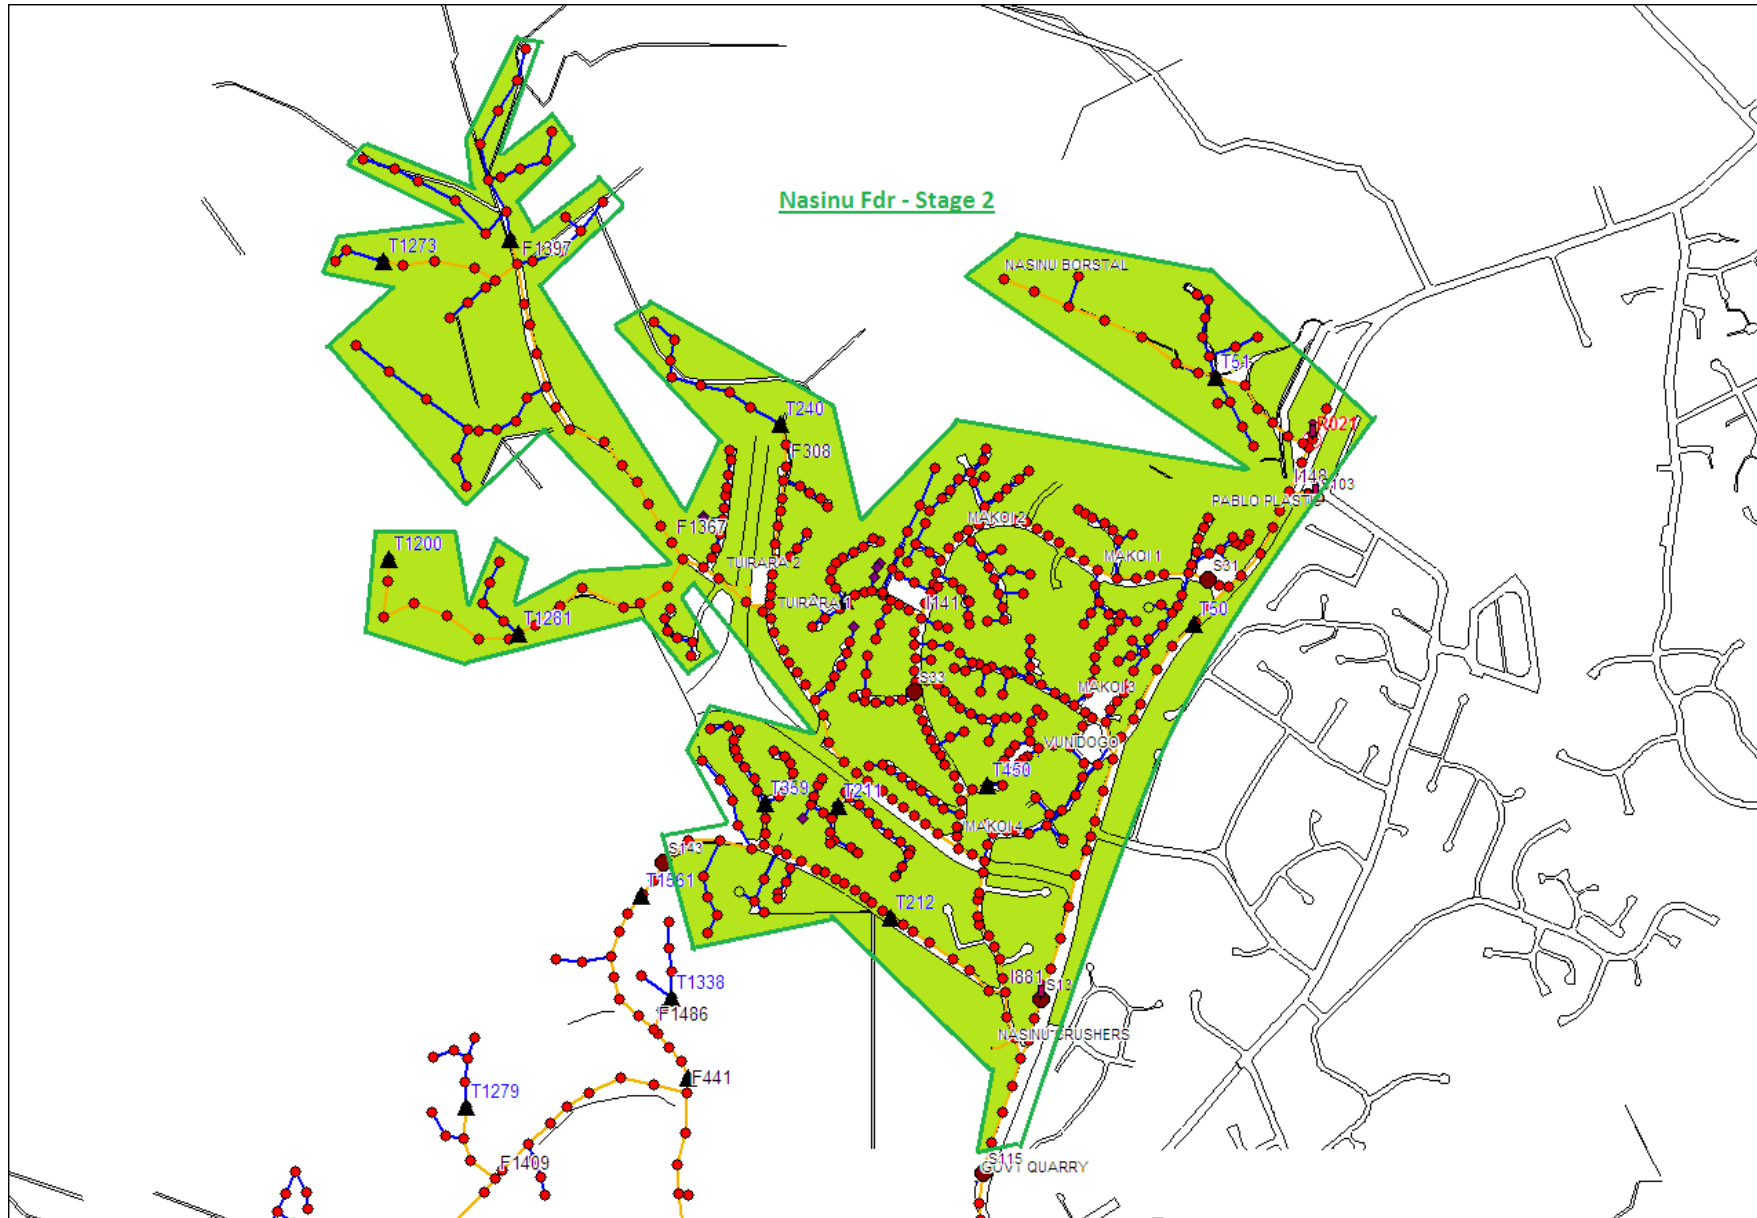 Nasinu Fdr - Stage 2
T1273
F1397
NASINU BORSTAL
T51
T240
R021
F308
I148
103
PABLO PLASTIC
F1367
MAKOI 2
T1200
MAKOI 1
TUIRARA 2
S31
TUIRARA 1
I141
T50
T1281
S33
MAKOI 3
VUNIDOGO
T450
T359
T211
MAKOI 4
S143
T1561
T212
I881
T1338
S13
F1486
NASINU CRUSHERS
F441
T1279
F1409
S115
GOVT QUARRY